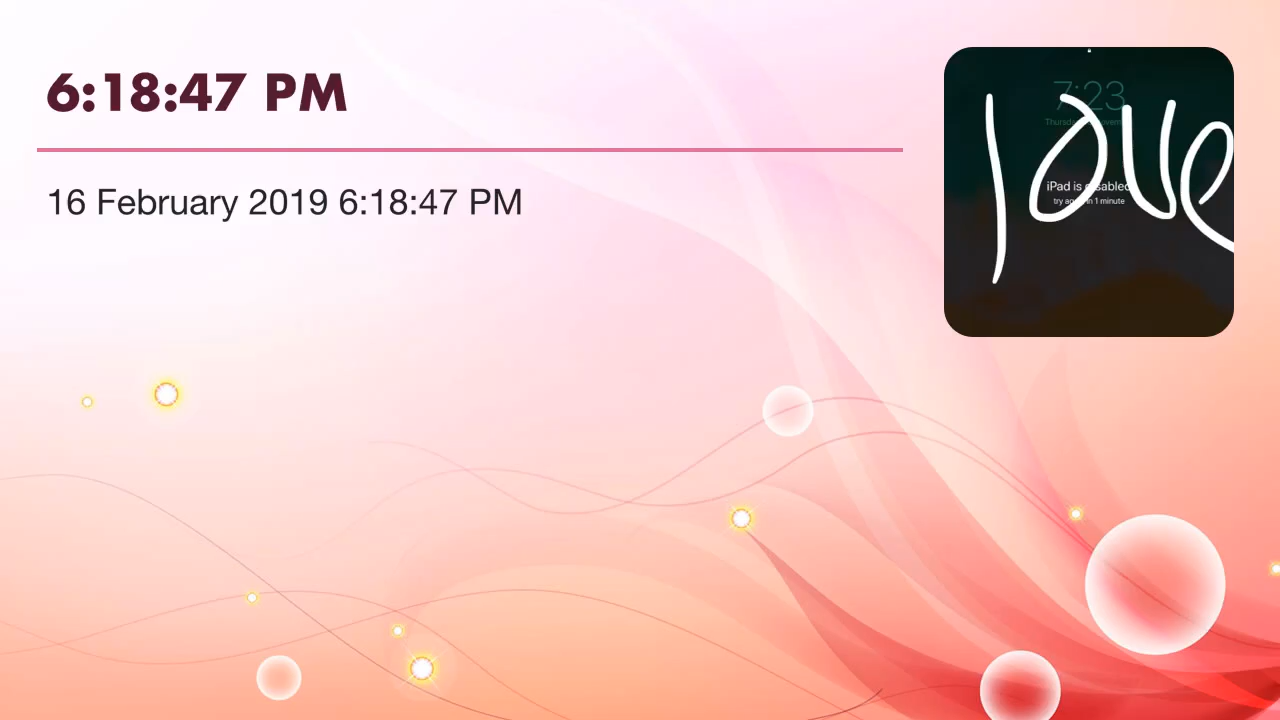 6:18:47 PM
16 February 2019 6:18:47 PM
7:23
love
iPad is disabled
try again in 1 minute